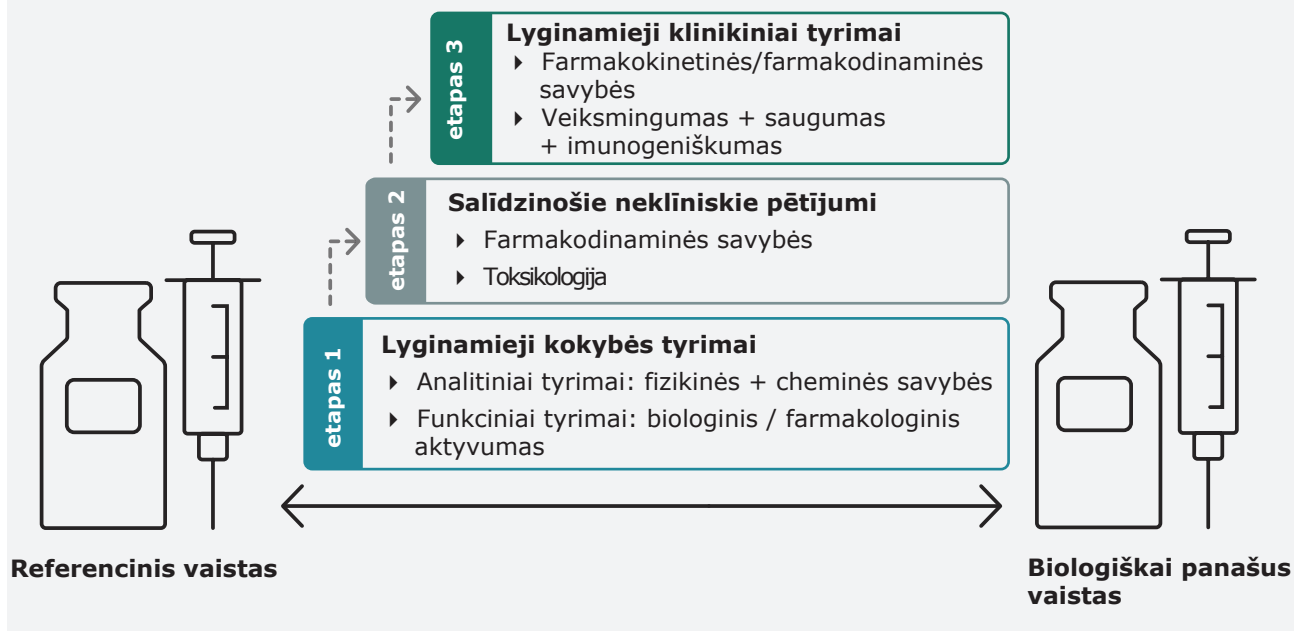 etapas 3
Lyginamieji klinikiniai tyrimai
Farmakokinetinės/farmakodinaminės
savybės
Veiksmingumas + saugumas
+ imunogeniškumas
etapas 2
Salīdzinošie neklīniskie pētījumi
Farmakodinaminės savybės
Toksikologija
etapas 1
Lyginamieji kokybės tyrimai
Analitiniai tyrimai: fizikinės + cheminės savybės
Funkciniai tyrimai: biologinis / farmakologinis
aktyvumas
Referencinis vaistas
Biologiškai panašus
vaistas